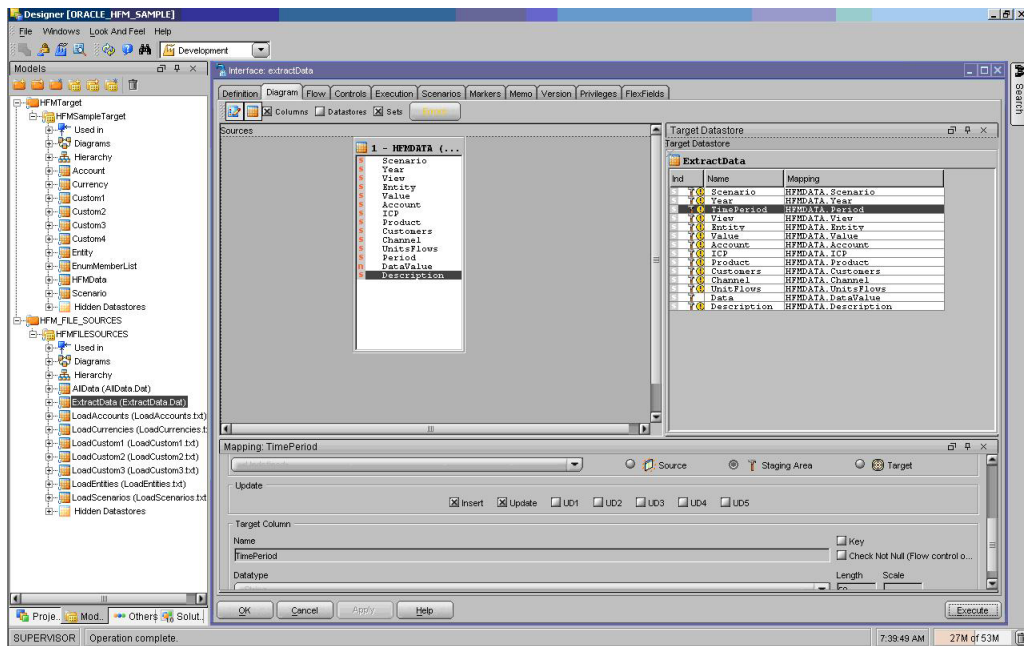 Designer [ORACLE_HFM_SAMPLE]
File Windows Look And Feel Help
Development
Models
HFMTarget
HFMSampleTarget
Used in
Diagrams
Hierarchy
Account
Currency
Custom1
Custom2
Custom3
Custom4
Entity
EnumMemberList
HFMData
Scenario
Hidden Datastores
HFM_FILE_SOURCES
HFMFILESOURCES
Used in
Diagrams
Hierarchy
AllData (AllData.Dat)
ExtractData (ExtractData.Dat)
LoadAccounts (LoadAccounts.txt)
LoadCurrencies (LoadCurrencies.t
LoadCustom1 (LoadCustom1.txt)
LoadCustom2 (LoadCustom2.txt)
LoadCustom3 (LoadCustom3.txt)
LoadEntities (LoadEntities.txt)
LoadScenarios (LoadScenarios.txt
Hidden Datastores
Proje.. Mod.. Others Solut..
Interface: extractData
Definition Diagram Flow Controls Execution Scenarios Markers Memo Version Privileges FlexFields
Columns Datastores Sets
Sources
1 - HFMDATA (...
s Scenario
s Year
s View
s Entity
s Value
s Account
s ICP
s Product
s Customers
s Channel
s UnitsFlows
s Period
n DataValue
s Description
Target Datastore
Target Datastore
ExtractData
Ind Name Mapping
Scenario HFMDATA.Scenario
Year HFMDATA.Year
TimePeriod HFMDATA.Period
View HFMDATA.View
Entity HFMDATA.Entity
Value HFMDATA.Value
Account HFMDATA.Account
ICP HFMDATA.ICP
Product HFMDATA.Product
Customers HFMDATA.Customers
Channel HFMDATA.Channel
UnitFlows HFMDATA.UnitsFlows
Data HFMDATA.DataValue
Description HFMDATA.Description
Search
Mapping: TimePeriod
Source Staging Area Target
Update
Insert Update UD1 UD2 UD3 UD4 UD5
Target Column
Name
TimePeriod
Key
Check Not Null (Flow control o...
Datatype
Length Scale
OK Cancel Apply Help Execute
SUPERVISOR Operation complete. 7:39:49 AM 27M of 53M